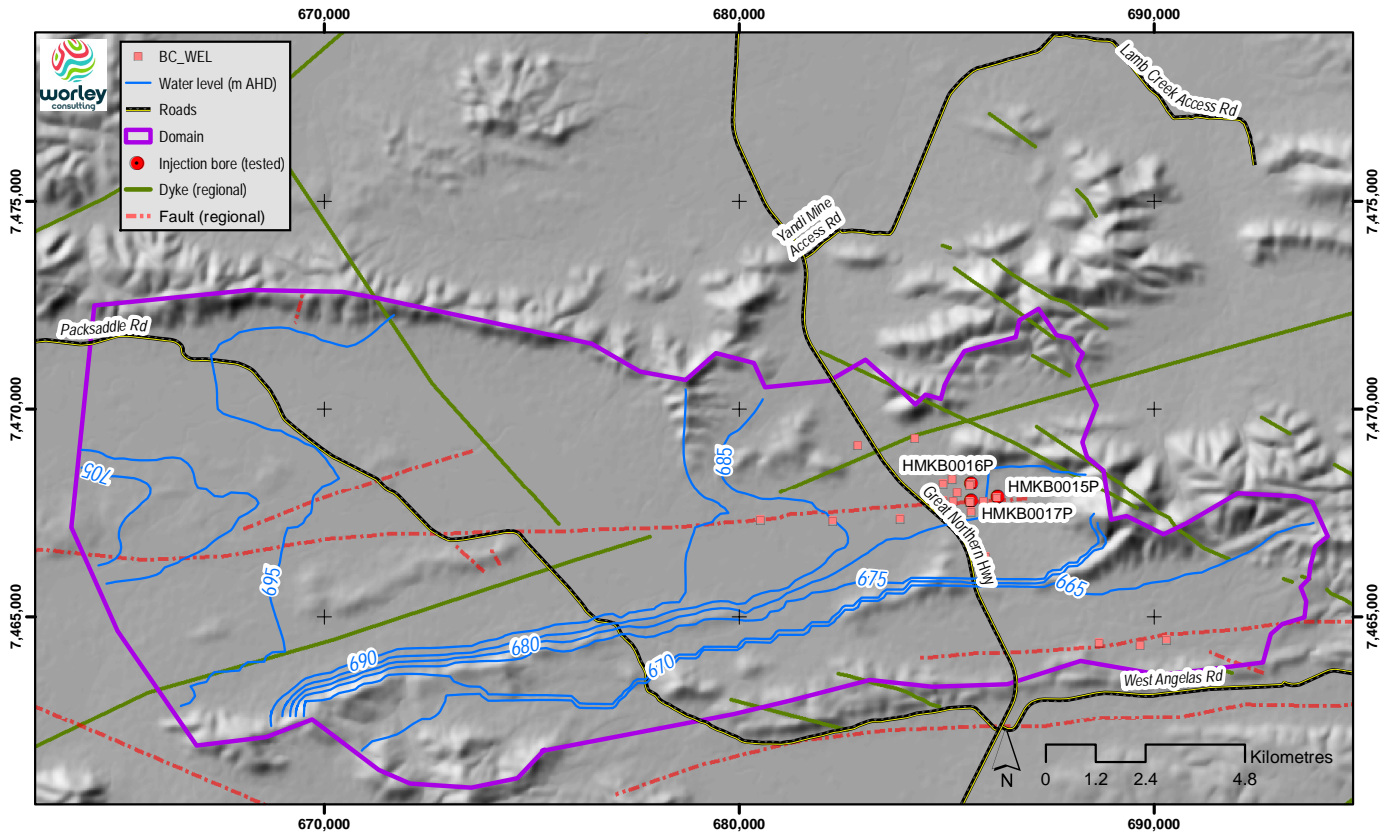 670,000
680,000
690,000
worley
consulting
BC_WEL
Water level (m AHD)
Roads
Domain
Injection bore (tested)
Dyke (regional)
Fault (regional)
Lamb Creek Access Rd
7,475,000
7,475,000
Yandi Mine
Access Rd
Packsaddle Rd
7,470,000
7,470,000
705
685
HMKB0016P
HMKB0015P
HMKB0017P
Great Northern Hwy
695
675
665
7,465,000
7,465,000
690
680
670
West Angelas Rd
N
Kilometres
0
1.2
2.4
4.8
670,000
680,000
690,000